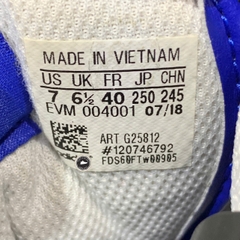 MADE IN VIETNAM
US UK FR JP CHN
7 6½ 40 250 245
EVM 004001 07/18
ART G25812
#120746792
FDS60FTW00905